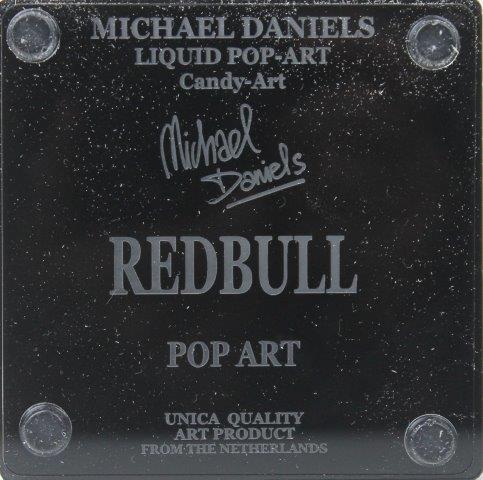 MICHAEL DANIELS
LIQUID POP-ART
Candy-Art
Michael
Daniels
REDBULL
POP ART
UNICA QUALITY
ART PRODUCT
FROM THE NETHERLANDS